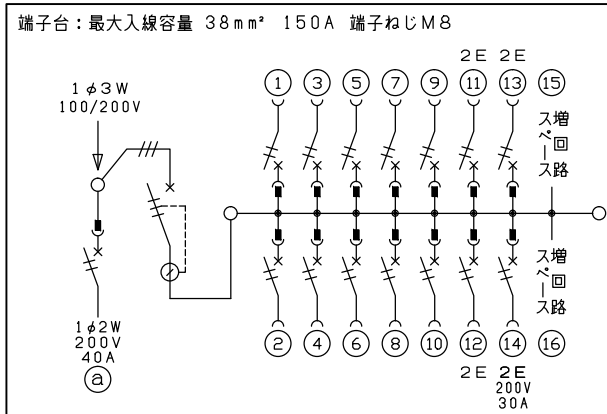 端子台：最大入線容量 38mm² 150A 端子ねじM8
2E 2E
1 3 5 7 9 11 13 15
1φ3W
100/200V
増回路
スペース
増回路
スペース
1φ2W
200V
40A
a
2 4 6 8 10 12 14 16
2E 2E
200V
30A